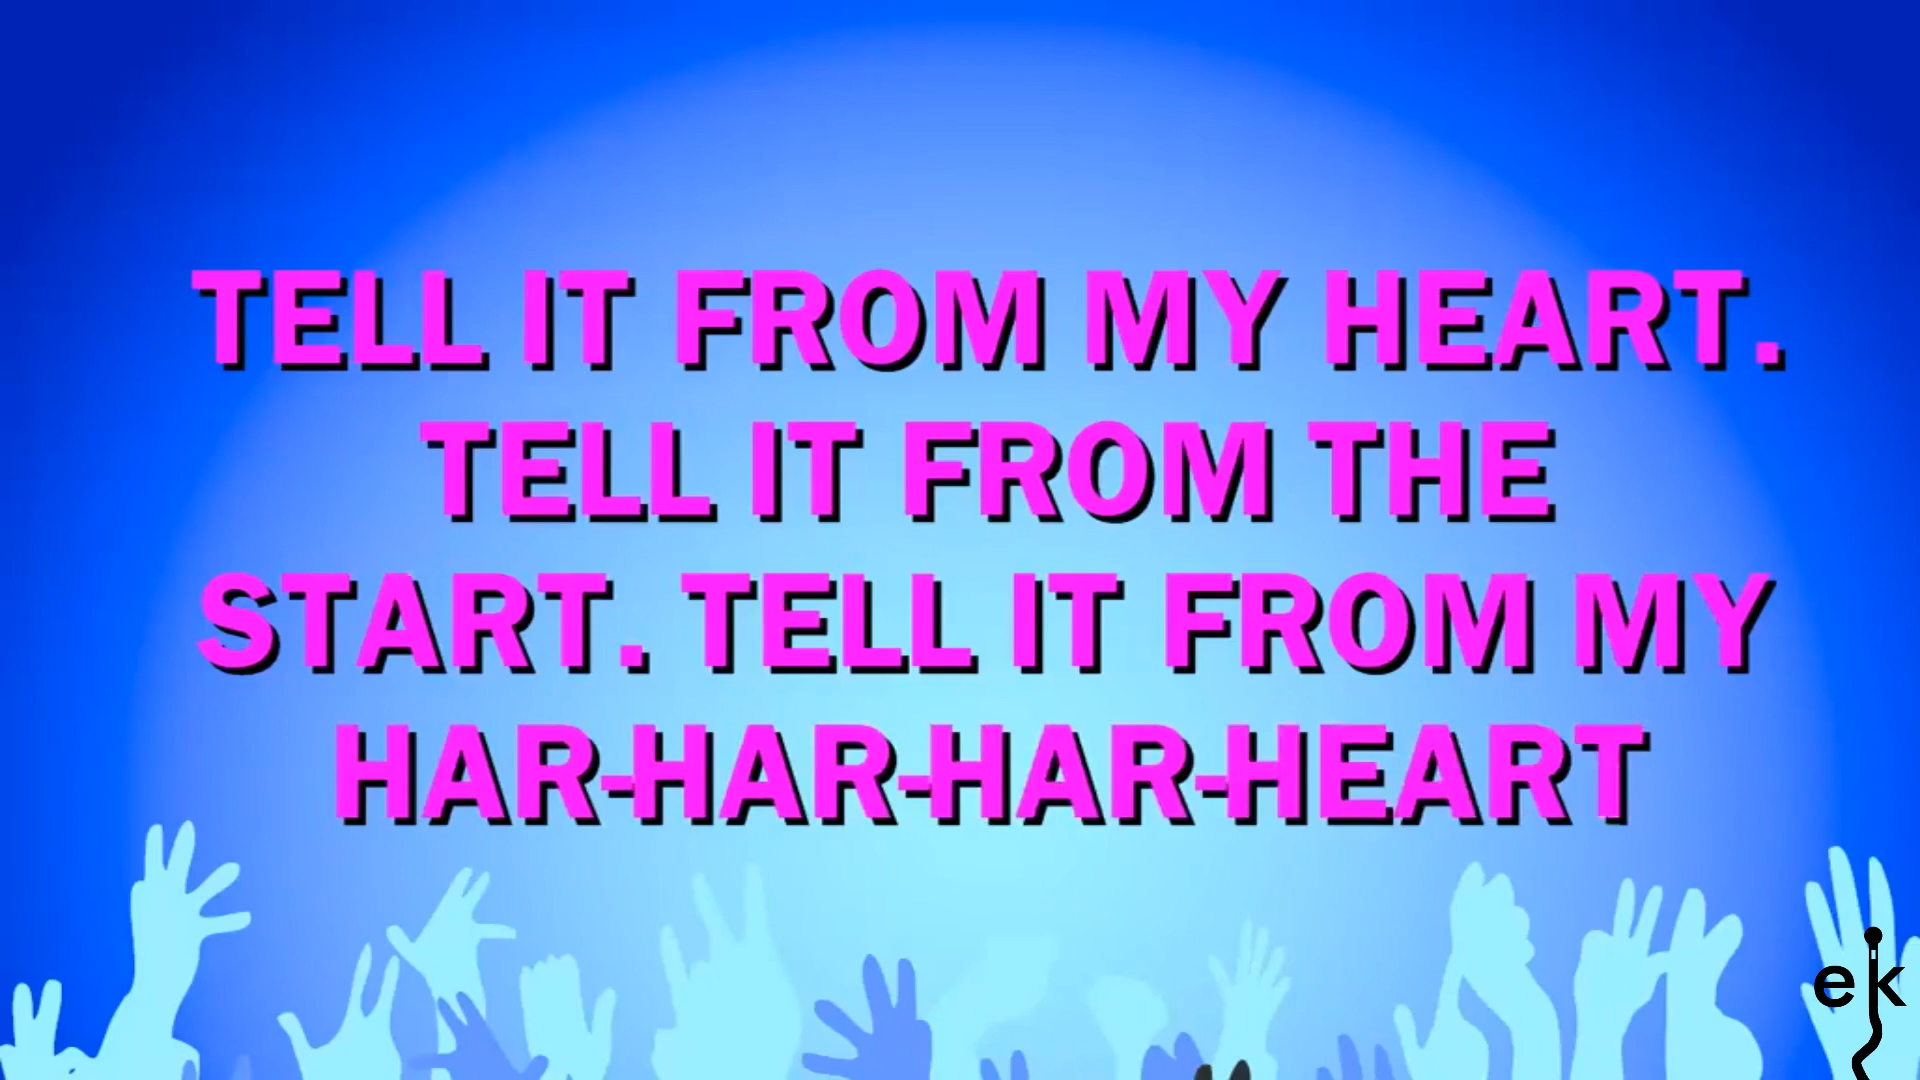 TELL IT FROM MY HEART.
TELL IT FROM THE
START. TELL IT FROM MY
HAR-HAR-HAR-HEART
ek